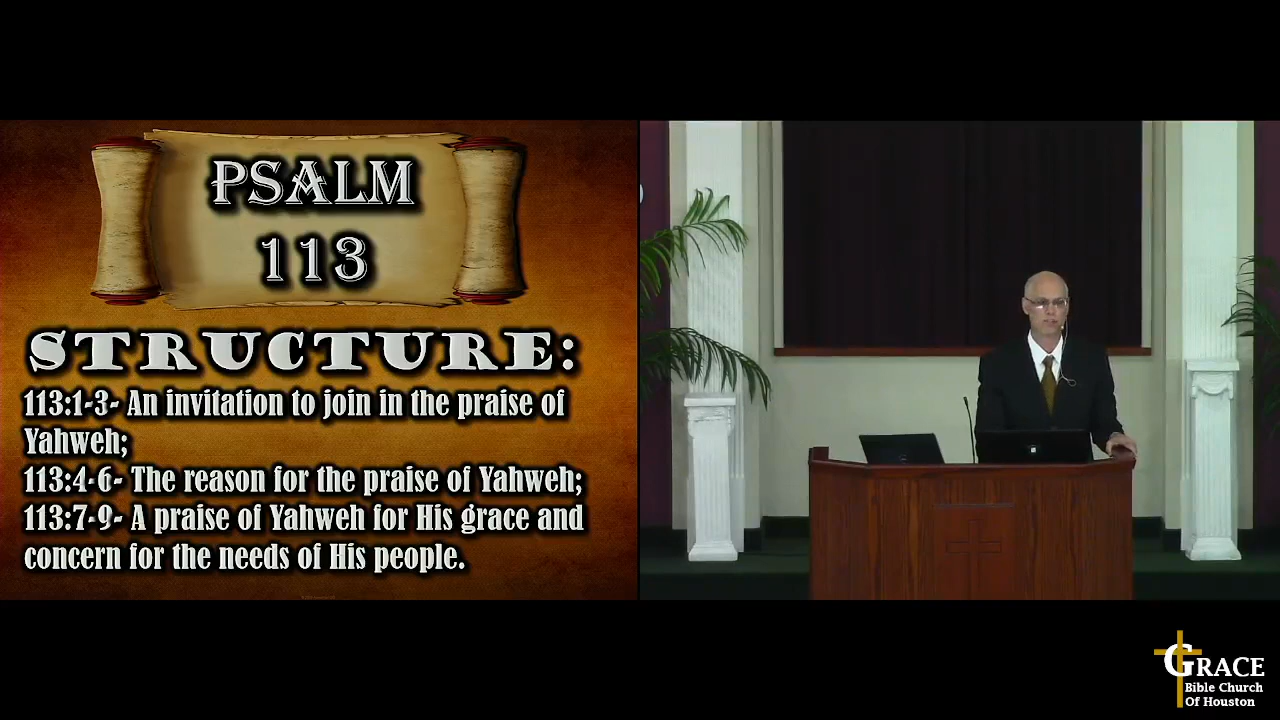 PSALM
113
STRUCTURE:
113:1-3- An invitation to join in the praise of
Yahweh;
113:4-6- The reason for the praise of Yahweh;
113:7-9- A praise of Yahweh for His grace and
concern for the needs of His people.
GRACE
Bible Church
Of Houston